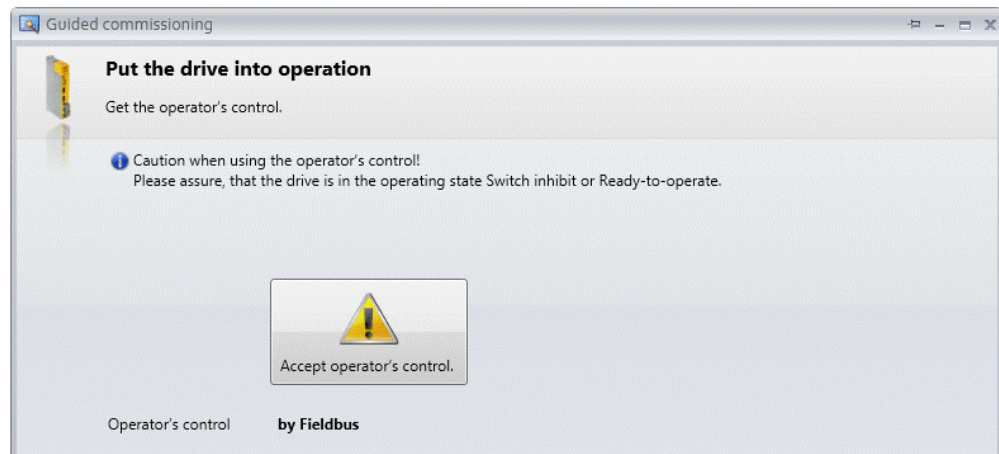 Guided commissioning
Put the drive into operation
Get the operator's control.
Caution when using the operator's control!
Please assure, that the drive is in the operating state Switch inhibit or Ready-to-operate.
Accept operator's control.
Operator's control by Fieldbus